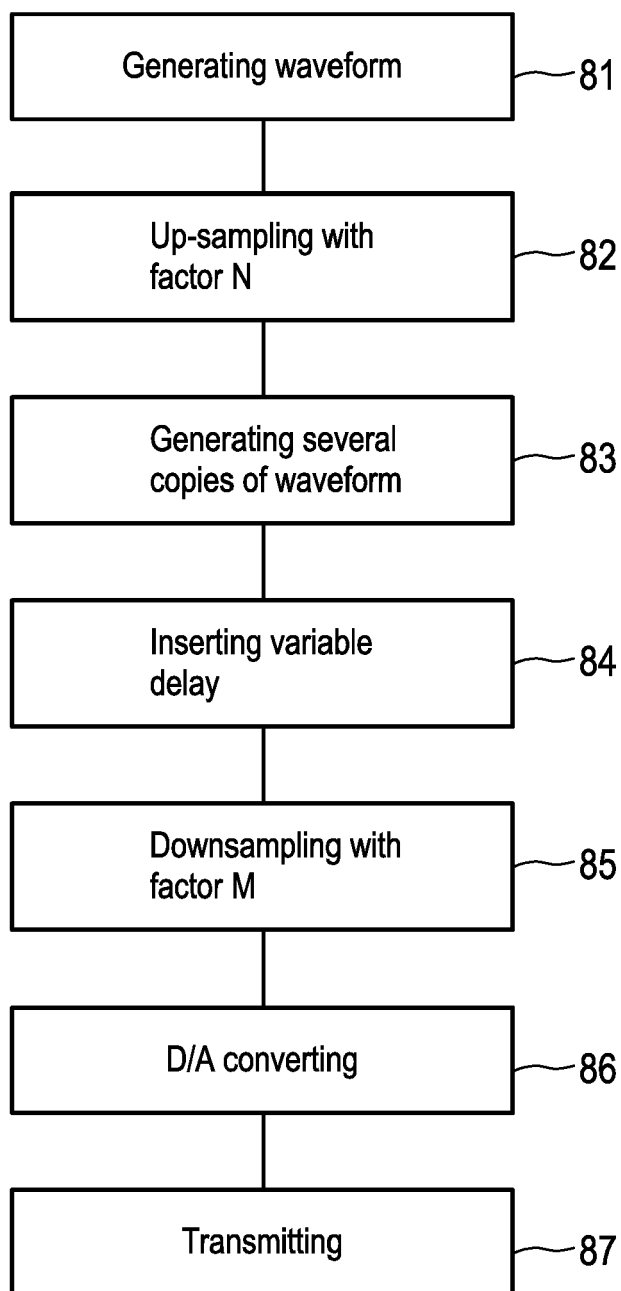 Generating waveform
81
Up-sampling with
factor N
82
Generating several
copies of waveform
83
Inserting variable
delay
84
Downsampling with
factor M
85
D/A converting
86
Transmitting
87